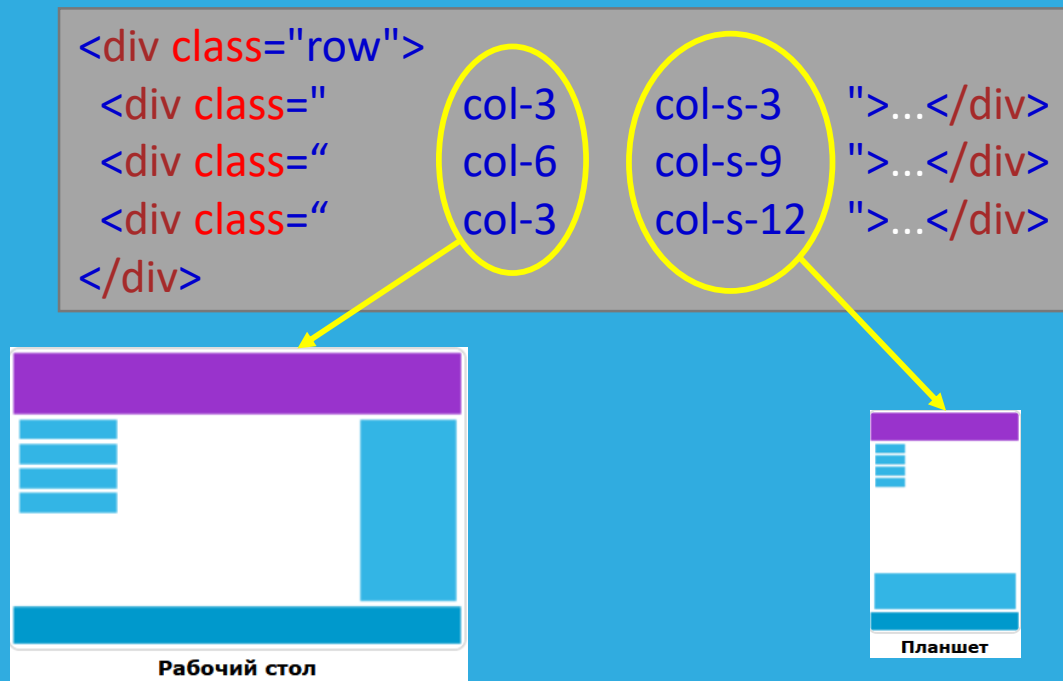 <div class="row">
<div class=" col-3 col-s-3 ">...</div>
<div class=“ col-6 col-s-9 ">...</div>
<div class=“ col-3 col-s-12 ">...</div>
</div>
Рабочий стол
Планшет